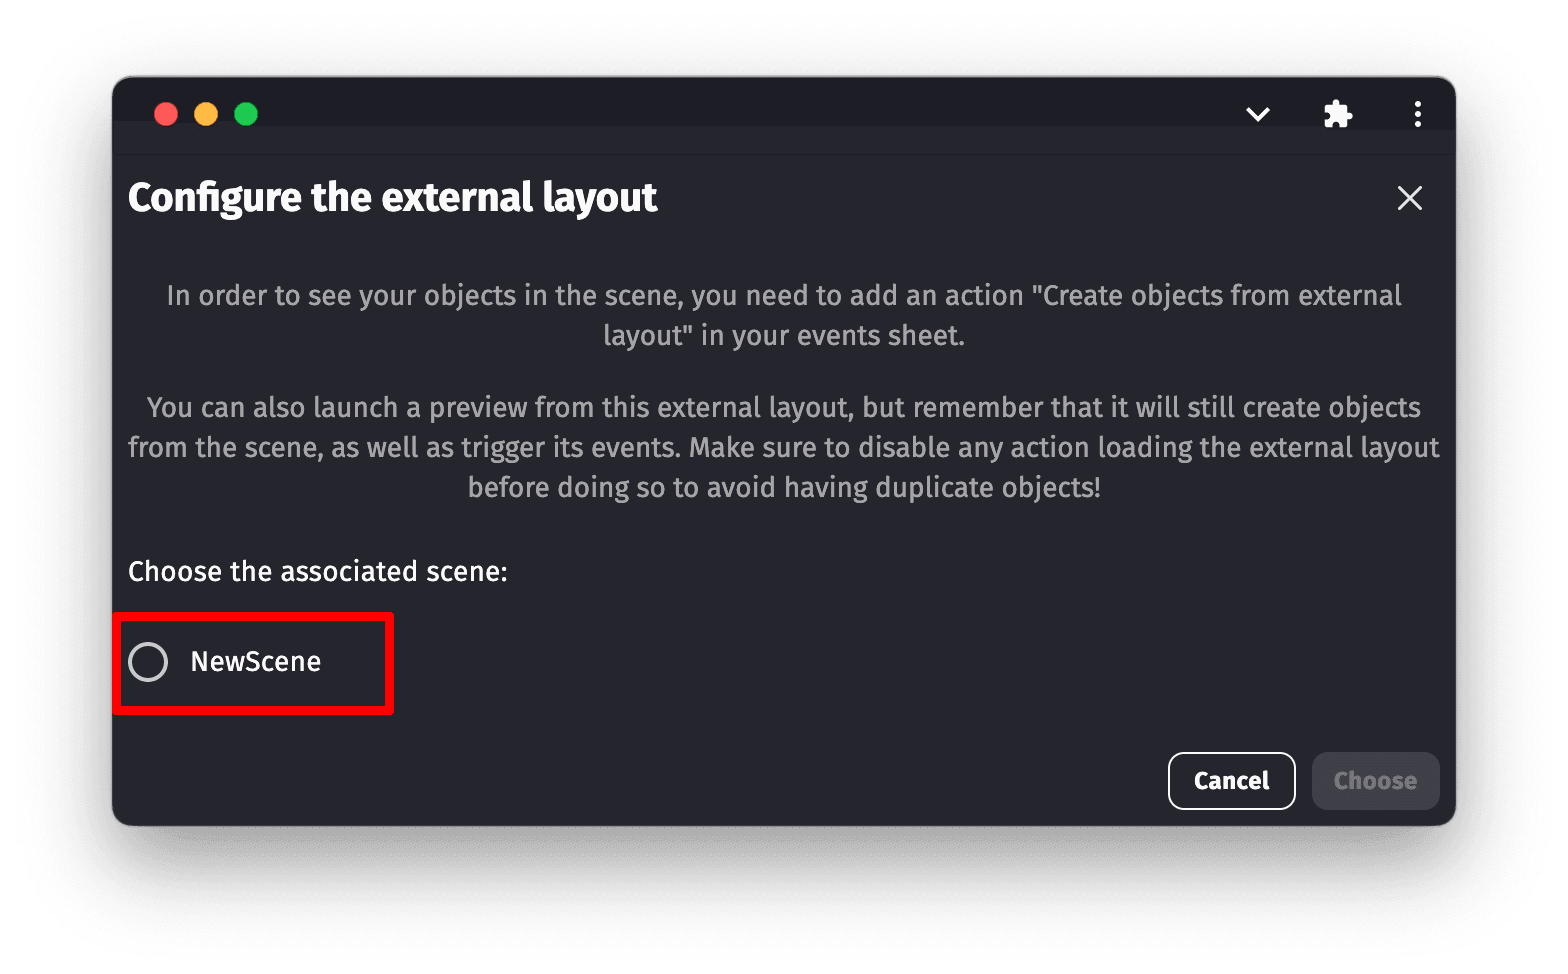 Configure the external layout
In order to see your objects in the scene, you need to add an action "Create objects from external
layout" in your events sheet.
You can also launch a preview from this external layout, but remember that it will still create objects
from the scene, as well as trigger its events. Make sure to disable any action loading the external layout
before doing so to avoid having duplicate objects!
Choose the associated scene:
NewScene
Cancel
Choose